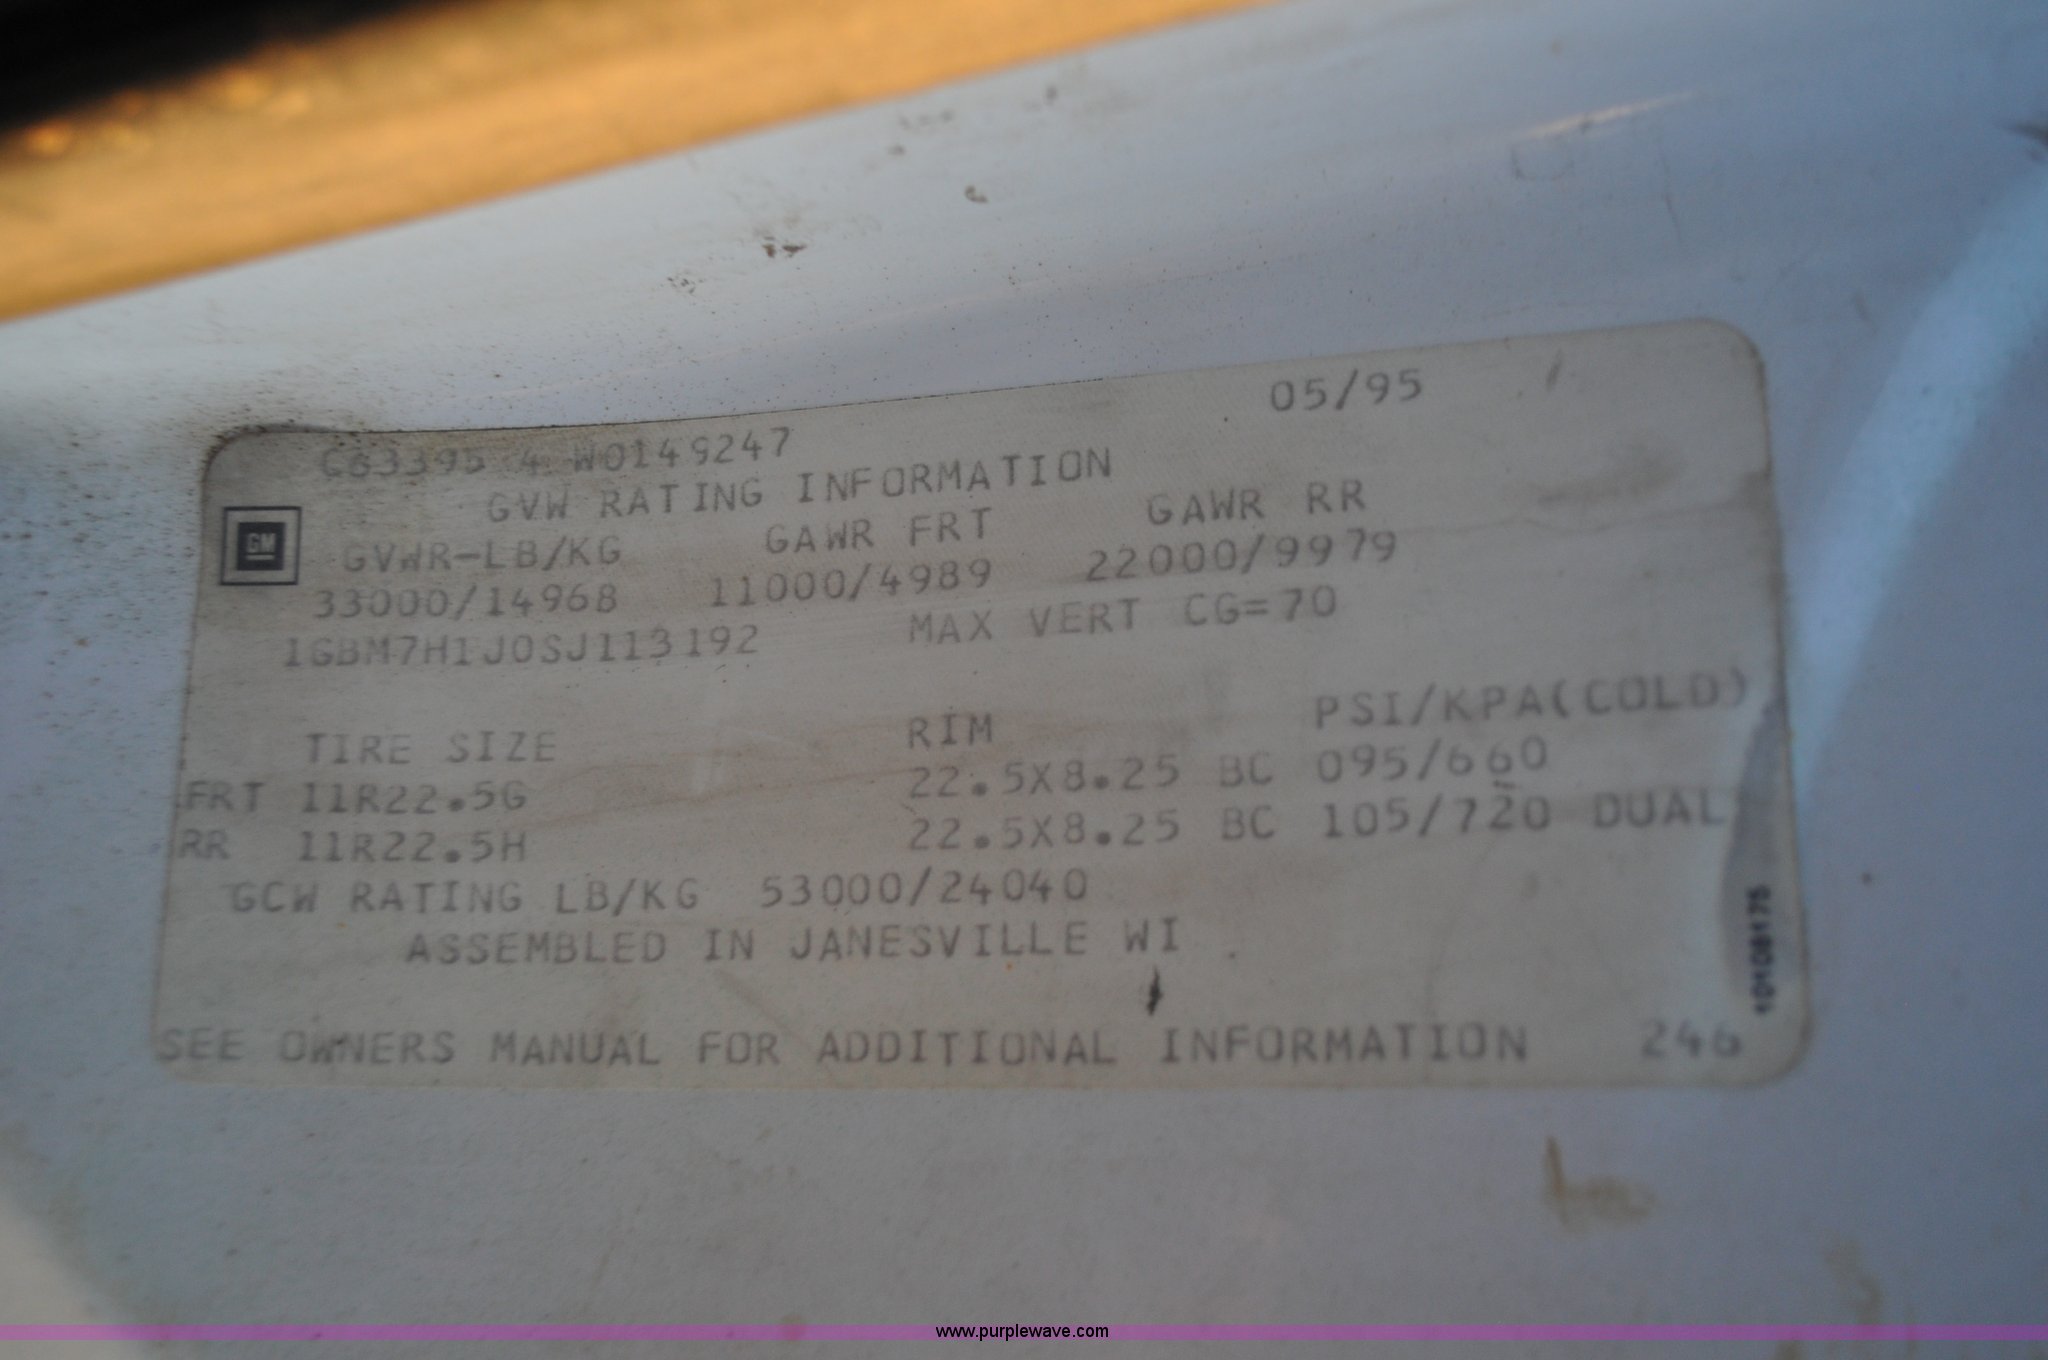 C63395 4 W0149247 05/95
GVW RATING INFORMATION
GM
GVWR-LB/KG GAWR FRT GAWR RR
33000/14968 11000/4989 22000/9979
1GBM7H1J0SJ113192 MAX VERT CG=70
TIRE SIZE RIM PSI/KPA(COLD)
FRT 11R22.5G 22.5X8.25 BC 095/660
RR 11R22.5H 22.5X8.25 BC 105/720 DUAL
GCW RATING LB/KG 53000/24040
ASSEMBLED IN JANESVILLE WI
10108175
SEE OWNERS MANUAL FOR ADDITIONAL INFORMATION 246
www.purplewave.com